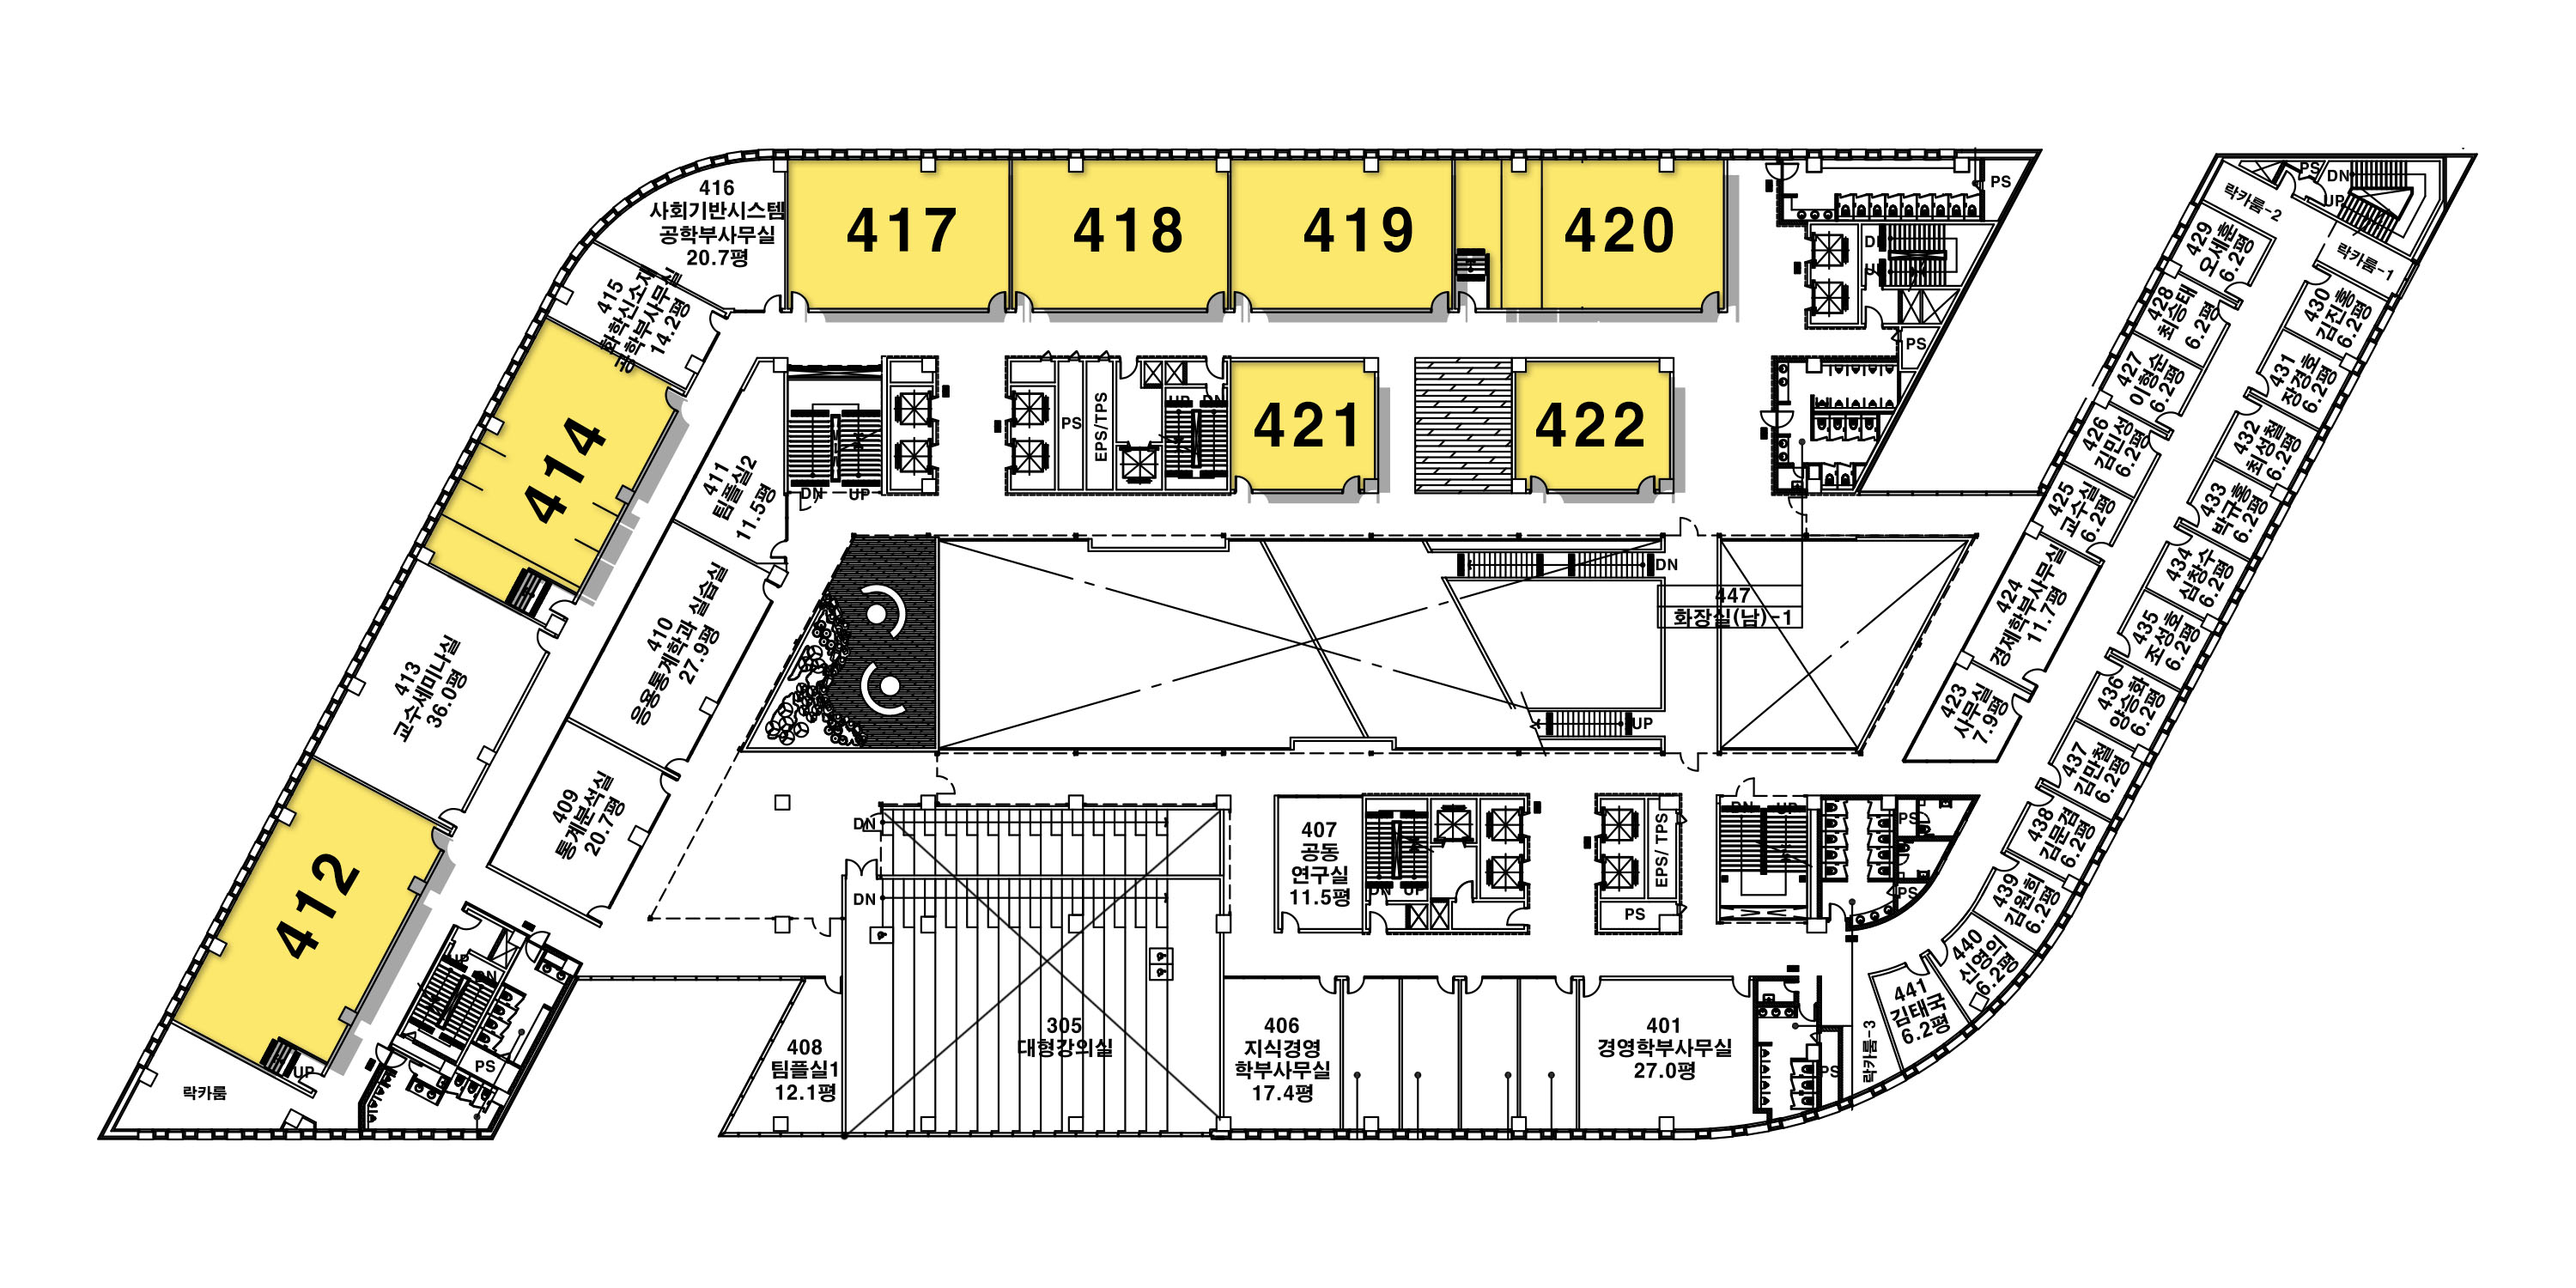 416
사회기반시스템
공학부사무실
20.7평
417
418
419
420
PS
DN
UP
PS
415
화학신소재
공학부사무실
14.2평
414
411
팀플실2
11.5평
DN
UP
PS
EPS/TPS
UP
DN
421
422
413
교수세미나실
36.0평
410
응용통계학과 실습실
27.9평
409
통계분석실
20.7평
412
UP
락카룸
UP
DN
PS
DN
UP
447
화장실(남)-1
DN
DN
305
대형강의실
408
팀플실1
12.1평
407
공동
연구실
11.5평
DN
UP
EPS/ TPS
PS
DN
UP
PS
PS
406
지식경영
학부사무실
17.4평
401
경영학부사무실
27.0평
PS
락카룸-3
락카룸-2
PS
DN
UP
락카룸-1
429
오세훈
6.2평
428
최승태
6.2평
427
이형순
6.2평
426
김민성
6.2평
425
교수실
6.2평
424
경제학부사무실
11.7평
423
사무실
7.9평
430
김진홍
6.2평
431
장경호
6.2평
432
최성철
6.2평
433
박규홍
6.2평
434
심창수
6.2평
435
조성호
6.2평
436
양승화
6.2평
437
김만철
6.2평
438
김문겸
6.2평
439
김원희
6.2평
440
신영의
6.2평
441
김태국
6.2평